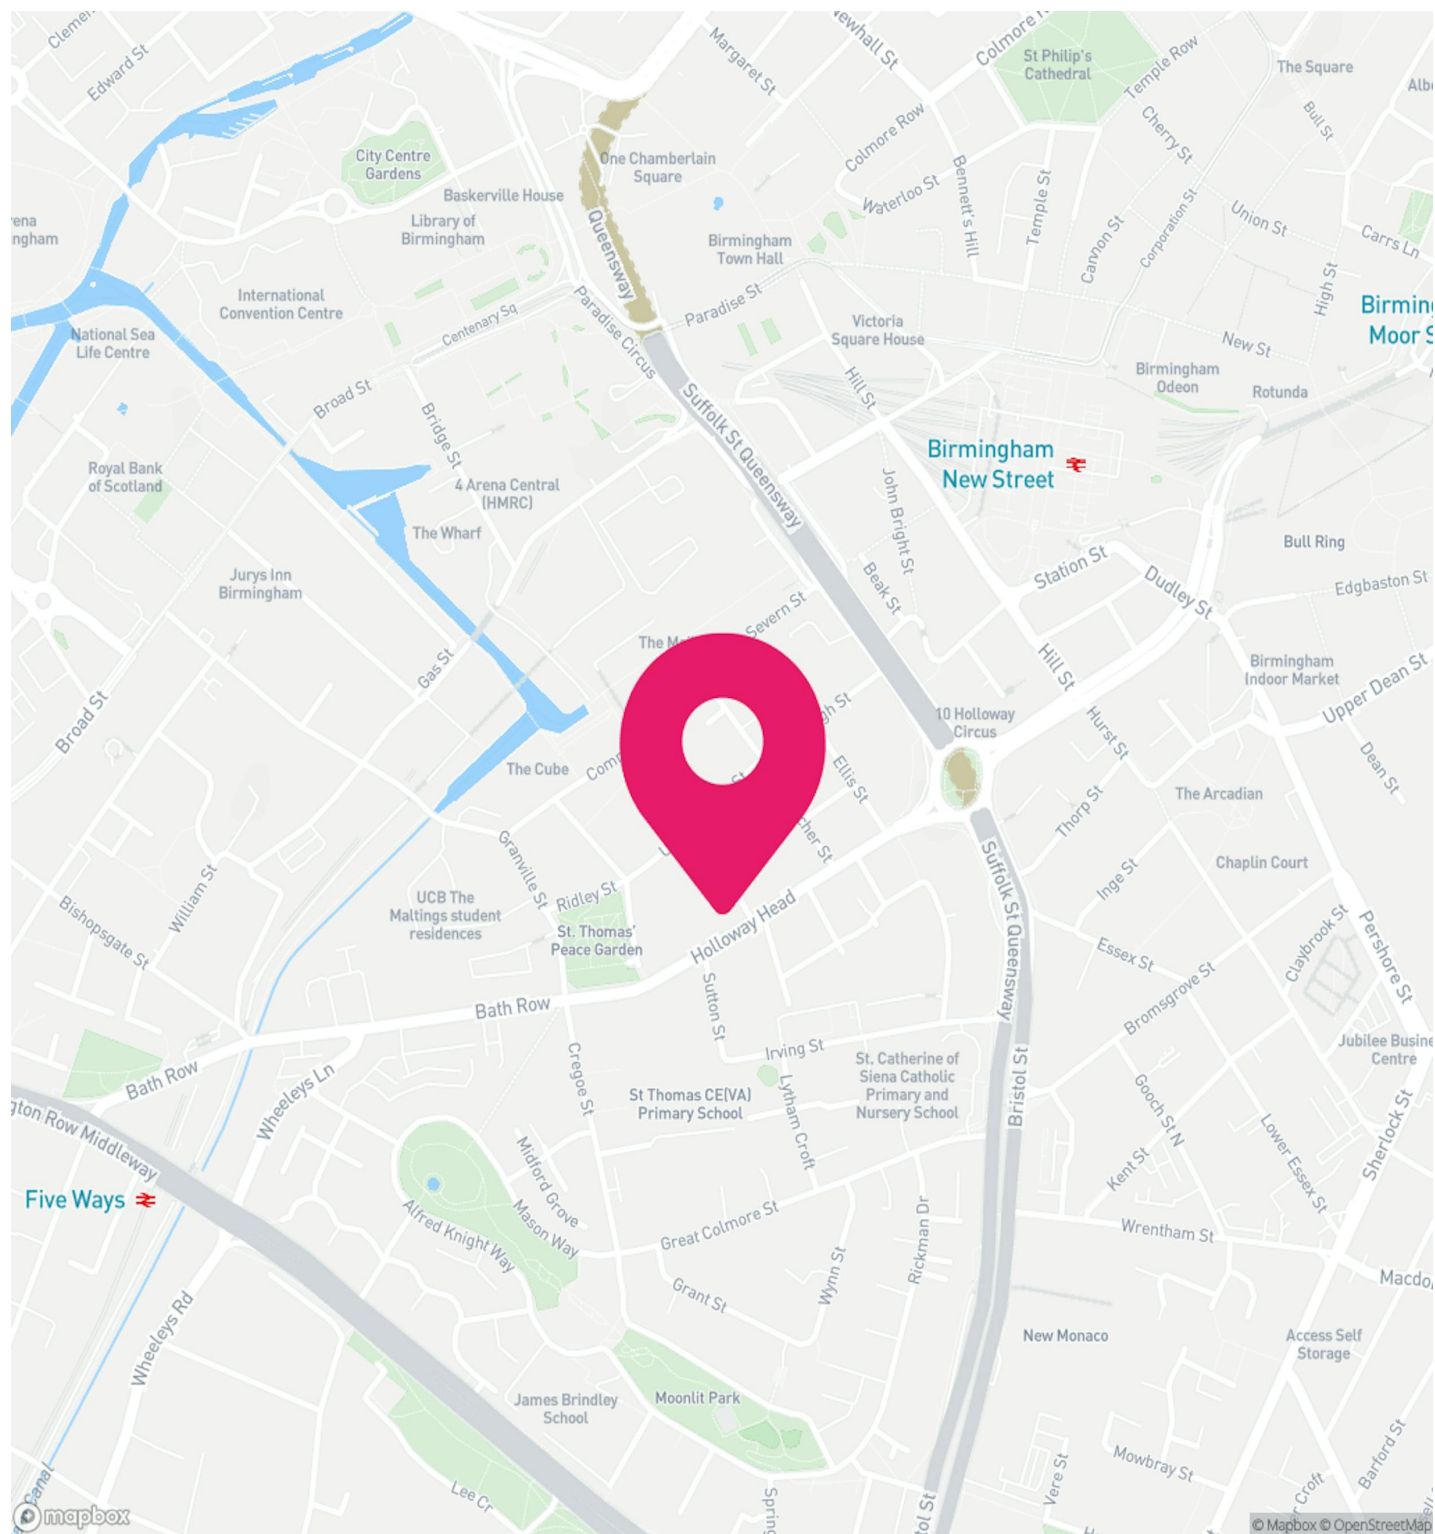 Edward St
Margaret St
Newhall St
Colmore
St Philip's
Cathedral
Temple Row
The Square
Bull St
City Centre
Gardens
One Chamberlain
Square
Colmore Row
Cherry St
Baskerville House
Library of
Birmingham
Queensway
Waterloo St
Bennett's Hill
Temple St
Cannon St
Corporation St
Union St
Carrs Ln
Birmingham
Town Hall
High St
International
Convention Centre
Centenary Sq
Paradise Circus
Paradise St
Victoria
Square House
New St
National Sea
Life Centre
Moor
Birmingham
Odeon
Rotunda
Broad St
Bridge St
Suffolk St Queensway
Hill St
Birmingham
New Street
Royal Bank
of Scotland
4 Arena Central
(HMRC)
The Wharf
John Bright St
Bull Ring
Jurys Inn
Birmingham
Beak St
Station St
Dudley St
Edgbaston St
The
Severn St
Gas St
Hill St
Birmingham
Indoor Market
Upper Dean St
Broad St
10 Holloway
Circus
Hurst St
Dean St
The Cube
Ellis St
St
Thorp St
The Arcadian
Granville St
Suffolk St Queensway
Inge St
Chaplin Court
William St
Ridley St
UCB The
Maltings student
residences
Bishopsgate St
St. Thomas'
Peace Garden
Holloway Head
Essex St
Claybrook St
Pershore St
Bath Row
Sutton St
Bromsgrove St
Irving St
Jubilee
Centre
Bath Row
Wheeleys Ln
Cregoe St
St. Catherine of
Siena Catholic
Primary and
Nursery School
St Thomas CE(VA)
Primary School
Lytham Croft
Bristol St
Gooch St N
Lower Essex St
Sherlock St
Row Middleway
Midford Grove
Kent St
Five Ways
Alfred Knight Way
Mason Way
Great Colmore St
Rickman Dr
Wrentham St
Wynn St
Grant St
Wheeleys Rd
New Monaco
Access Self
Storage
James Brindley
School
Moonlit Park
Barford St
Mowbray St
Vere St
Lee Cr
Canal
Spring
St
Croft
mapbox
© Mapbox © OpenStreetMap